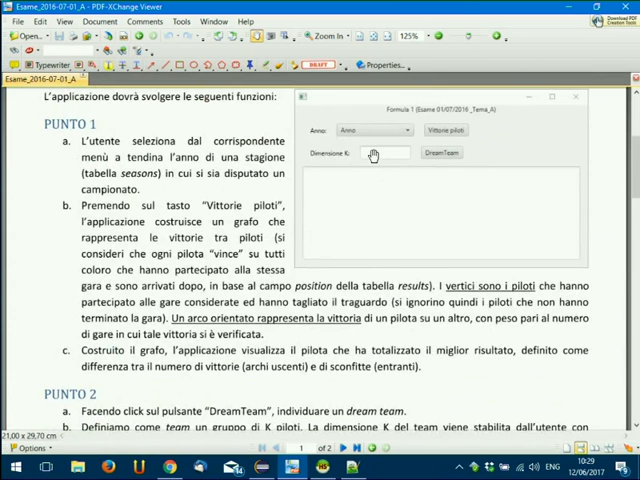 Esame_2016-07-01_A - PDF-XChange Viewer
File Edit View Document Comments Tools Window Help
Open... Zoom In 125%
Typewriter DRAFT Properties...
Esame_2016-07-01_A
L'applicazione dovrà svolgere le seguenti funzioni:
Formula 1 (Esame 01/07/2016 _Tema_A)
Anno: Anno Vittorie piloti
Dimensione K: DreamTeam
PUNTO 1
a. L'utente seleziona dal corrispondente
menù a tendina l'anno di una stagione
(tabella seasons) in cui si sia disputato un
campionato.
b. Premendo sul tasto "Vittorie piloti",
l'applicazione costruisce un grafo che
rappresenta le vittorie tra piloti (si
consideri che ogni pilota "vince" su tutti
coloro che hanno partecipato alla stessa
gara e sono arrivati dopo, in base al campo position della tabella results). I vertici sono i piloti che hanno
partecipato alle gare considerate ed hanno tagliato il traguardo (si ignorino quindi i piloti che non hanno
terminato la gara). Un arco orientato rappresenta la vittoria di un pilota su un altro, con peso pari al numero
di gare in cui tale vittoria si è verificata.
c. Costruito il grafo, l'applicazione visualizza il pilota che ha totalizzato il miglior risultato, definito come
differenza tra il numero di vittorie (archi uscenti) e di sconfitte (entranti).
PUNTO 2
a. Facendo click sul pulsante "DreamTeam", individuare un dream team.
b. Definiamo come team un gruppo di K piloti. La dimensione K del team viene stabilita dall'utente con
21,00 x 29,70 cm
Options 1 of 2
14 ENG 10:29
12/06/2017